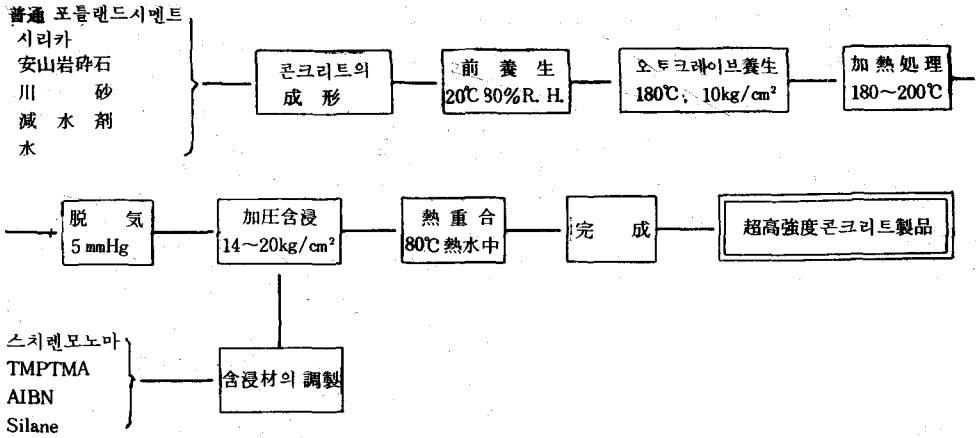 普通 포틀랜드시멘트
시리카
安山岩砕石
川 砂
減 水 剤
水
콘크리트의
成 形
前 養 生
20℃ 80%R. H.
오토크레이브養生
180℃, 10kg/cm²
加熱処理
180~200℃
脱 気
5 mmHg
加圧含浸
14~20kg/cm²
熱重合
80℃熱水中
完 成
超高強度콘크리트製品
스치렌모노마
TMPTMA
AIBN
Silane
含浸材의 調製